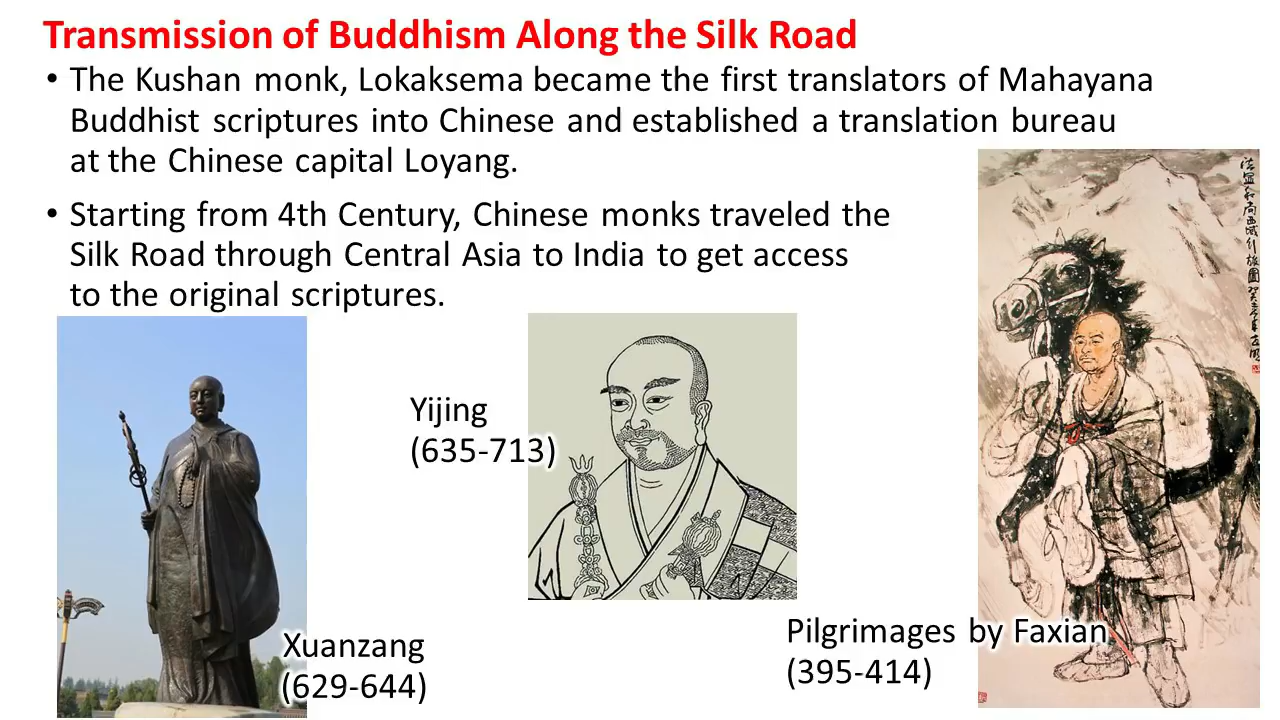 Transmission of Buddhism Along the Silk Road
• The Kushan monk, Lokaksema became the first translators of Mahayana
Buddhist scriptures into Chinese and established a translation bureau
at the Chinese capital Loyang.
• Starting from 4th Century, Chinese monks traveled the
Silk Road through Central Asia to India to get access
to the original scriptures.
Yijing
(635-713)
Xuanzang
(629-644)
Pilgrimages by Faxian
(395-414)